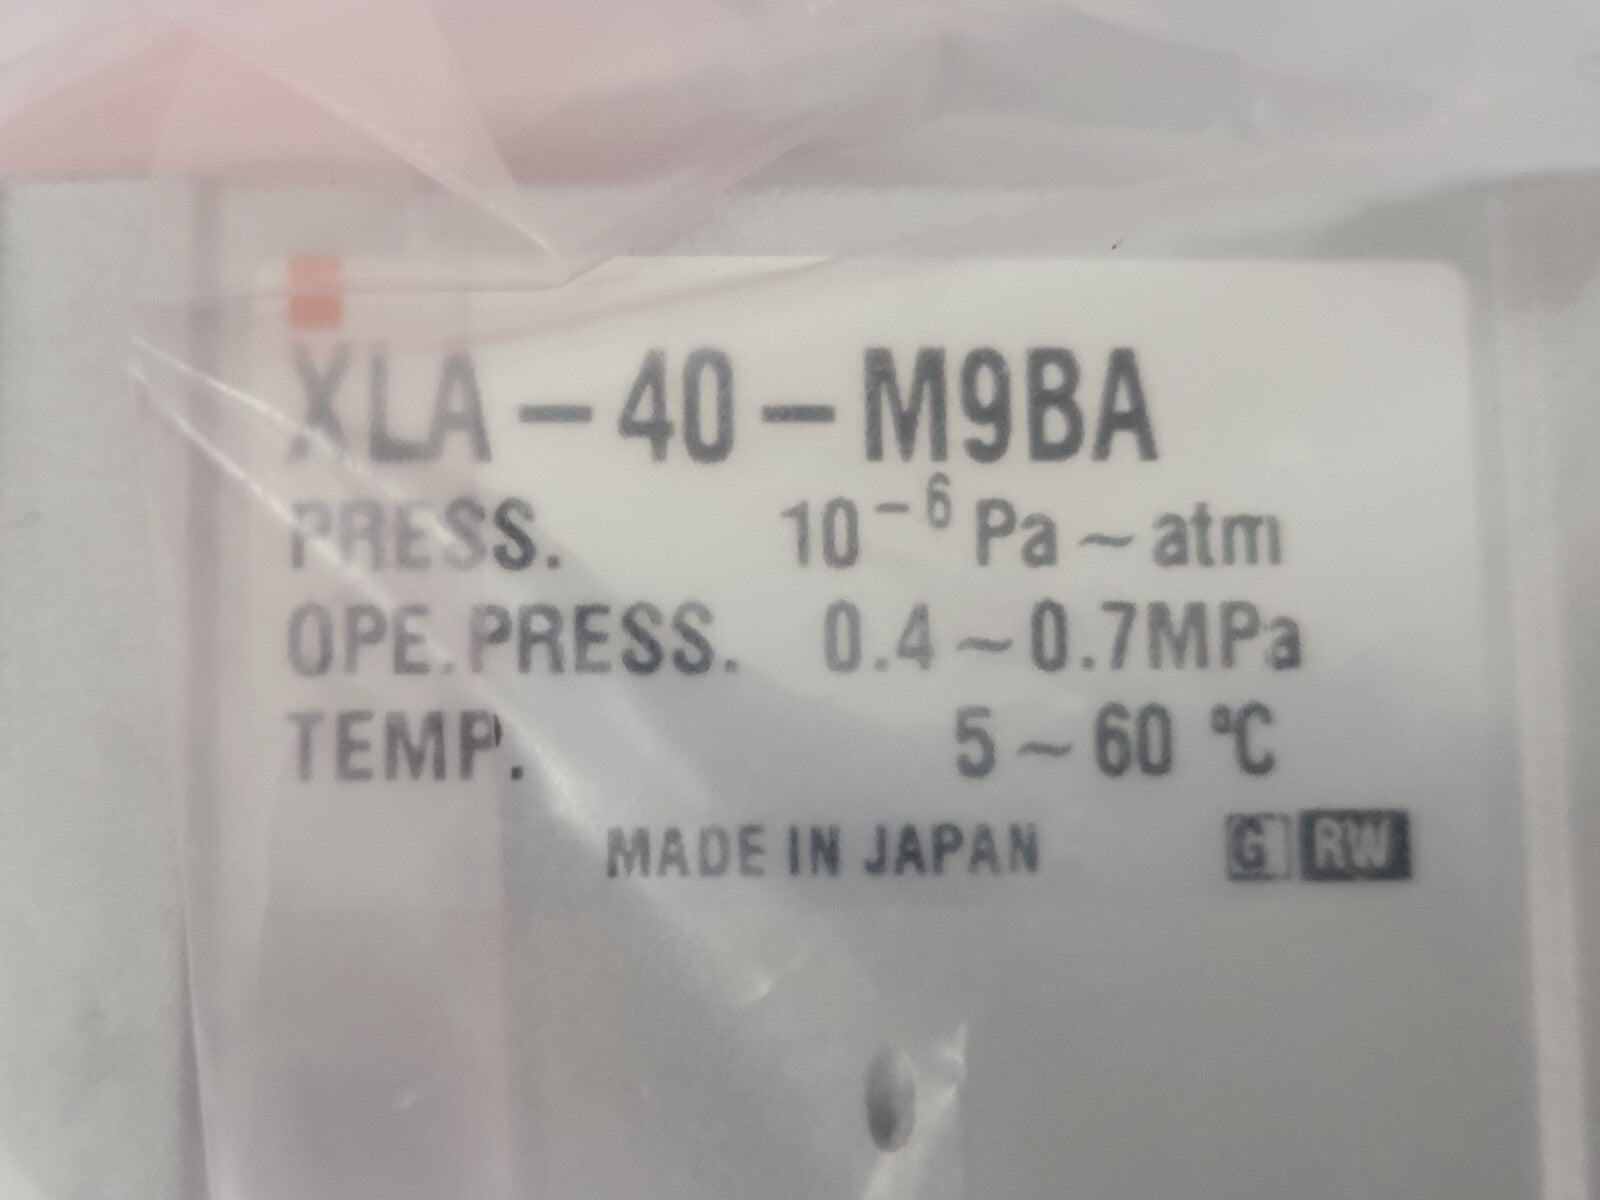 XLA-40-M9BA
PRESS. 10⁻⁶ Pa~atm
OPE.PRESS. 0.4~0.7MPa
TEMP. 5~60 ℃
MADE IN JAPAN G RW